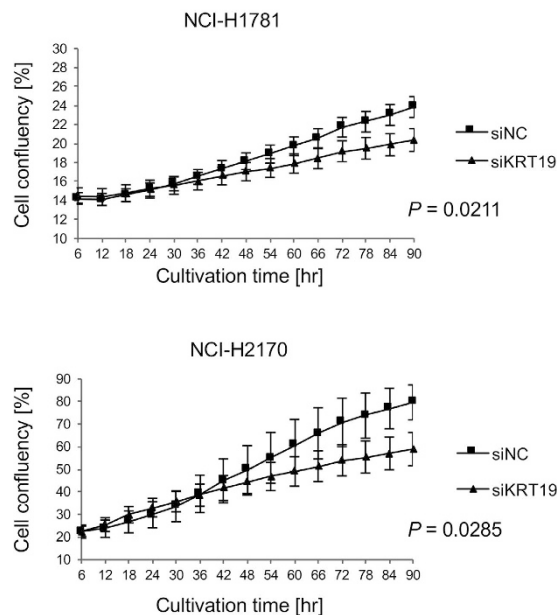 NCI-H1781
Cell confluency [%]
30
28
26
24
22
20
18
16
14
12
10
6 12 18 24 30 36 42 48 54 60 66 72 78 84 90
Cultivation time [hr]
siNC
siKRT19
P = 0.0211
NCI-H2170
Cell confluency [%]
90
80
70
60
50
40
30
20
10
6 12 18 24 30 36 42 48 54 60 66 72 78 84 90
Cultivation time [hr]
siNC
siKRT19
P = 0.0285